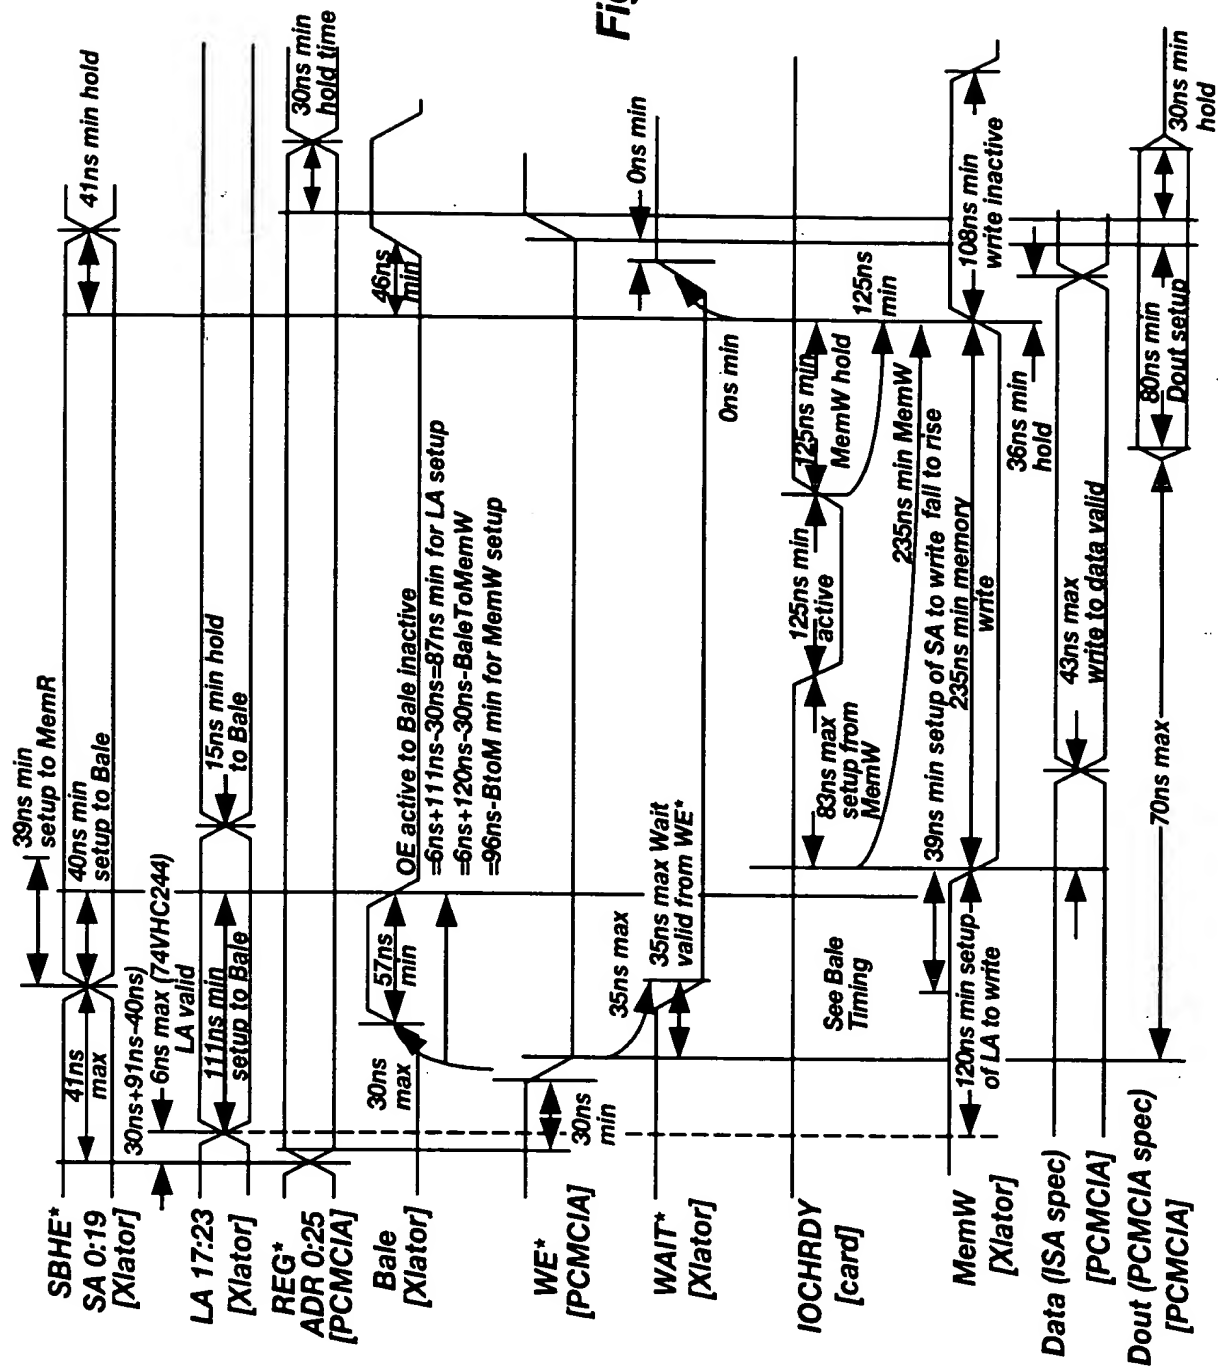 Fig
39ns min
setup to MemR
SBHE*
SA 0:19
[Xlator]
41ns
max
40ns min
setup to Bale
41ns min hold
30ns+91ns-40ns)
6ns max (74VHC244)
LA valid
LA 17:23
[Xlator]
111ns min
setup to Bale
15ns min hold
to Bale
REG*
ADR 0:25
[PCMCIA]
30ns min
hold time
Bale
[Xlator]
30ns
max
57ns
min
OE active to Bale inactive
=6ns+111ns-30ns=87ns min for LA setup
=6ns+120ns-30ns-BaleToMemW
=96ns-BtoM min for MemW setup
46ns
min
WE*
[PCMCIA]
30ns
min
35ns max
WAIT*
[Xlator]
35ns max Wait
valid from WE*
0ns min
0ns min
IOCHRDY
[card]
See Bale
Timing
83ns max
setup from
MemW
125ns min
active
125ns min
MemW hold
125ns
min
235ns min MemW
39ns min setup of SA to write fall to rise
MemW
[Xlator]
120ns min setup
of LA to write
235ns min memory
write
108ns min
write inactive
36ns min
hold
Data (ISA spec)
[PCMCIA]
43ns max
write to data valid
Dout (PCMCIA spec)
[PCMCIA]
70ns max
80ns min
Dout setup
30ns min
hold